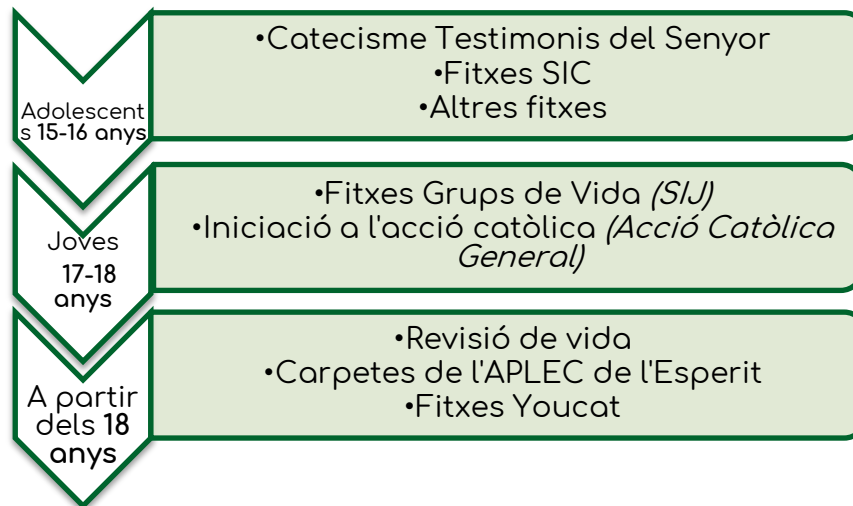 Adolescent
s 15-16 anys
•Catecisme Testimonis del Senyor
•Fitxes SIC
•Altres fitxes
Joves
17-18
anys
•Fitxes Grups de Vida (SIJ)
•Iniciació a l'acció catòlica (Acció Catòlica
General)
A partir
dels 18
anys
•Revisió de vida
•Carpetes de l'APLEC de l'Esperit
•Fitxes Youcat